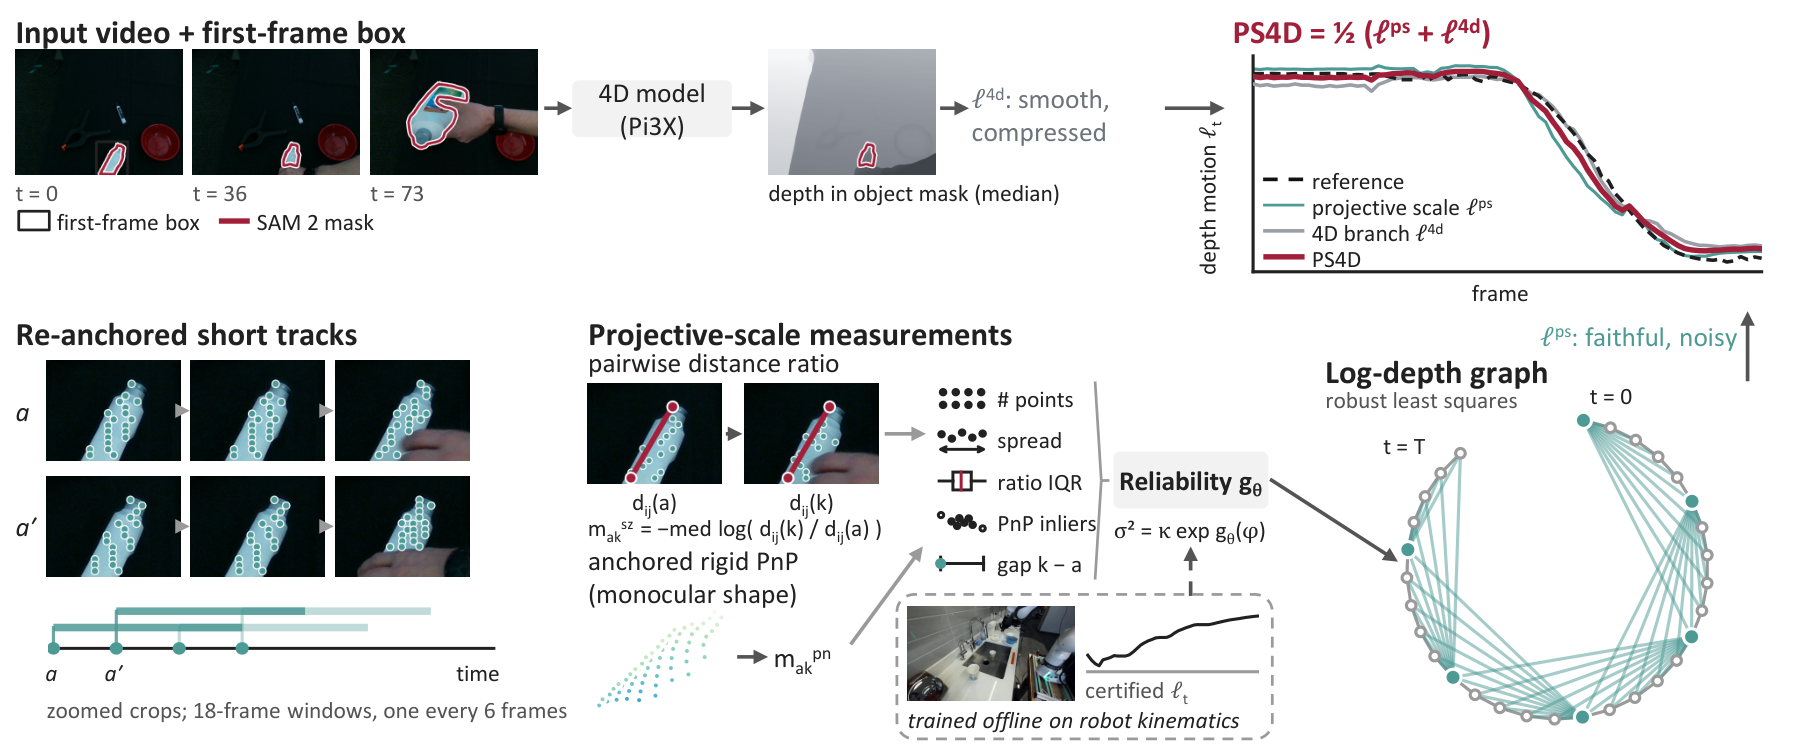 Input video + first-frame box
t = 0
t = 36
t = 73
first-frame box
SAM 2 mask
4D model
(Pi3X)
depth in object mask (median)
ℓ⁴ᵈ: smooth,
compressed
PS4D = ½ (ℓᵖˢ + ℓ⁴ᵈ)
depth motion ℓₜ
reference
projective scale ℓᵖˢ
4D branch ℓ⁴ᵈ
PS4D
frame
Re-anchored short tracks
a
a′
a
a′
time
zoomed crops; 18-frame windows, one every 6 frames
Projective-scale measurements
pairwise distance ratio
dᵢⱼ(a)
dᵢⱼ(k)
mₐₖˢᶻ = −med log( dᵢⱼ(k) / dᵢⱼ(a) )
anchored rigid PnP
(monocular shape)
mₐₖᵖⁿ
# points
spread
ratio IQR
PnP inliers
gap k − a
Reliability gθ
σ² = κ exp gθ(φ)
certified ℓₜ
trained offline on robot kinematics
ℓᵖˢ: faithful, noisy
Log-depth graph
robust least squares
t = 0
t = T